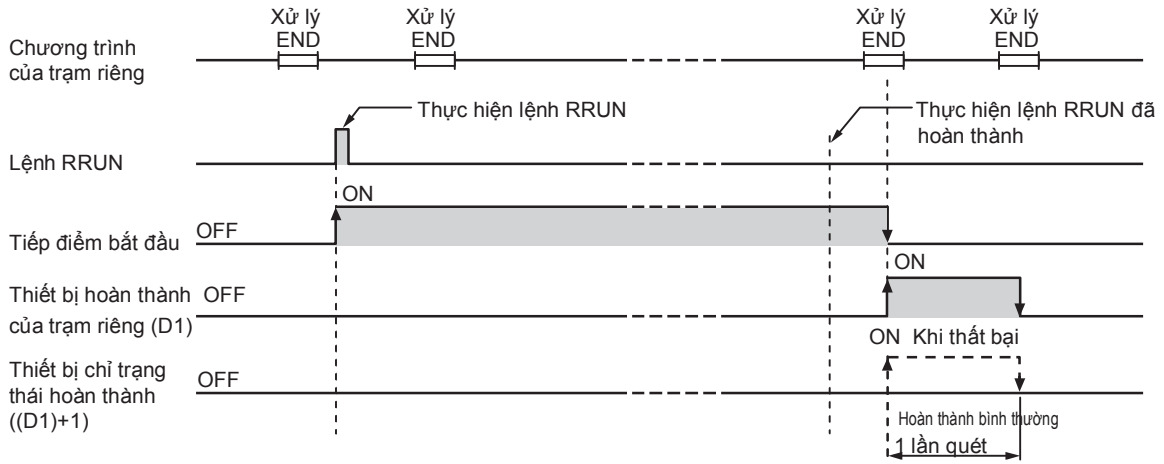 Xử lý
END
Xử lý
END
Xử lý
END
Xử lý
END
Chương trình
của trạm riêng
Thực hiện lệnh RRUN
Thực hiện lệnh RRUN đã
hoàn thành
Lệnh RRUN
ON
Tiếp điểm bắt đầu
OFF
ON
Thiết bị hoàn thành
của trạm riêng (D1)
OFF
ON Khi thất bại
Thiết bị chỉ trạng
thái hoàn thành
((D1)+1)
OFF
Hoàn thành bình thường
1 lần quét